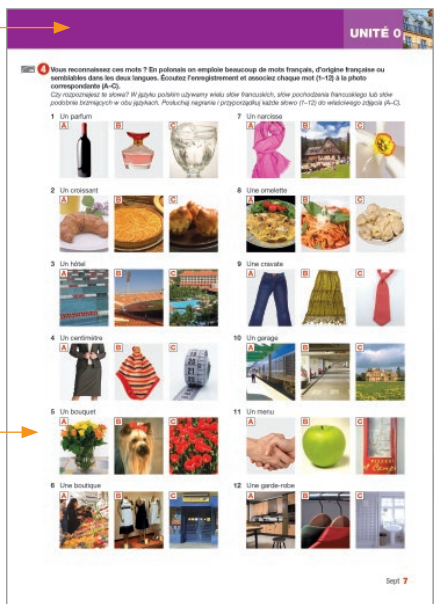 UNITÉ 0
4 Vous reconnaissez ces mots ? En polonais on emploie beaucoup de mots français, d'origine française ou
semblables dans les deux langues. Écoutez l'enregistrement et associez chaque mot (1–12) à la photo
correspondante (A–C).
Czy rozpoznajesz te słowa? W języku polskim używamy wielu słów francuskich, słów pochodzenia francuskiego lub słów
podobnie brzmiących w obu językach. Posłuchaj nagrania i przyporządkuj każde słowo (1–12) do właściwego zdjęcia (A–C).
1 Un parfum
A B C
7 Un narcisse
A B C
2 Un croissant
A B C
8 Une omelette
A B C
3 Un hôtel
A B C
9 Une cravate
A B C
4 Un centimètre
A B C
10 Un garage
A B C
5 Un bouquet
A B C
11 Un menu
A B C
6 Une boutique
A B C
12 Une garde-robe
A B C
Sept 7